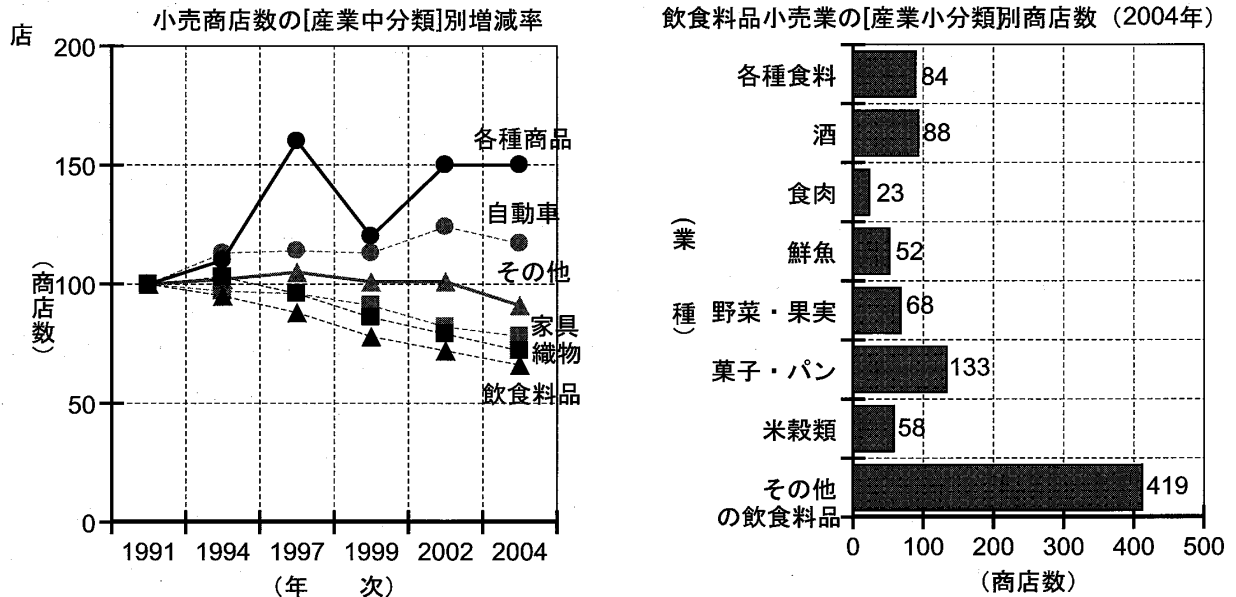 小売商店数の[産業中分類]別増減率
店
200
150
100
50
0
(商店数)
各種商品
自動車
その他
家具
織物
飲食料品
1991 1994 1997 1999 2002 2004
(年 次)
飲食料品小売業の[産業小分類]別商店数(2004年)
(業 種)
各種食料 84
酒 88
食肉 23
鮮魚 52
野菜・果実 68
菓子・パン 133
米穀類 58
その他
の飲食料品 419
0 100 200 300 400 500
(商店数)